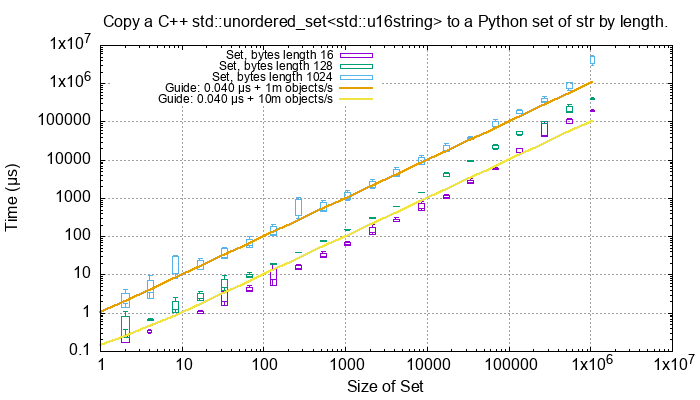 Copy a C++ std::unordered_set<std::u16string> to a Python set of str by length.
1x10⁷
1x10⁶
100000
10000
1000
100
10
1
0.1
Time (µs)
Set, bytes length 16
Set, bytes length 128
Set, bytes length 1024
Guide: 0.040 µs + 1m objects/s
Guide: 0.040 µs + 10m objects/s
1 10 100 1000 10000 100000 1x10⁶ 1x10⁷
Size of Set